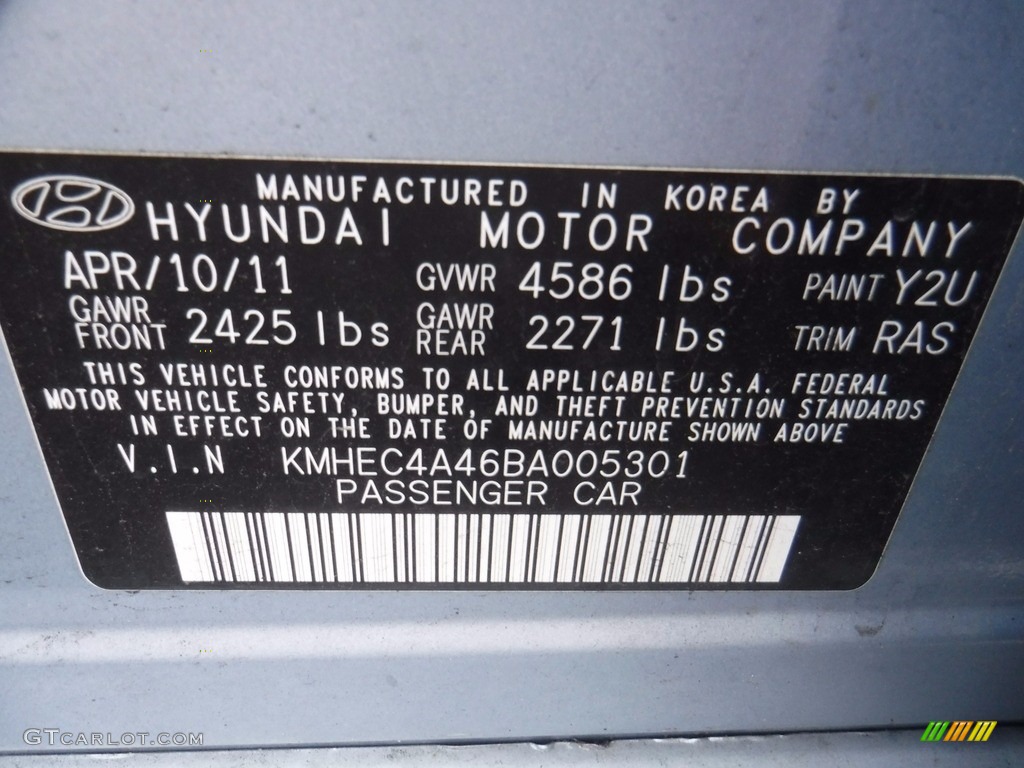 MANUFACTURED IN KOREA BY
HYUNDAI MOTOR COMPANY
APR/10/11 GVWR 4586 lbs PAINT Y2U
GAWR FRONT 2425 lbs GAWR REAR 2271 lbs TRIM RAS
THIS VEHICLE CONFORMS TO ALL APPLICABLE U.S.A. FEDERAL
MOTOR VEHICLE SAFETY, BUMPER, AND THEFT PREVENTION STANDARDS
IN EFFECT ON THE DATE OF MANUFACTURE SHOWN ABOVE
V.I.N KMHEC4A46BA005301
PASSENGER CAR
GTCARLOT.COM